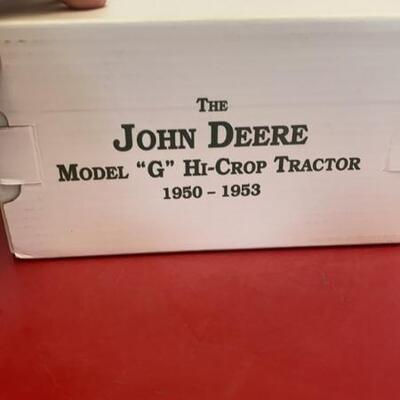 The
John Deere
Model “G” Hi-Crop Tractor
1950 – 1953